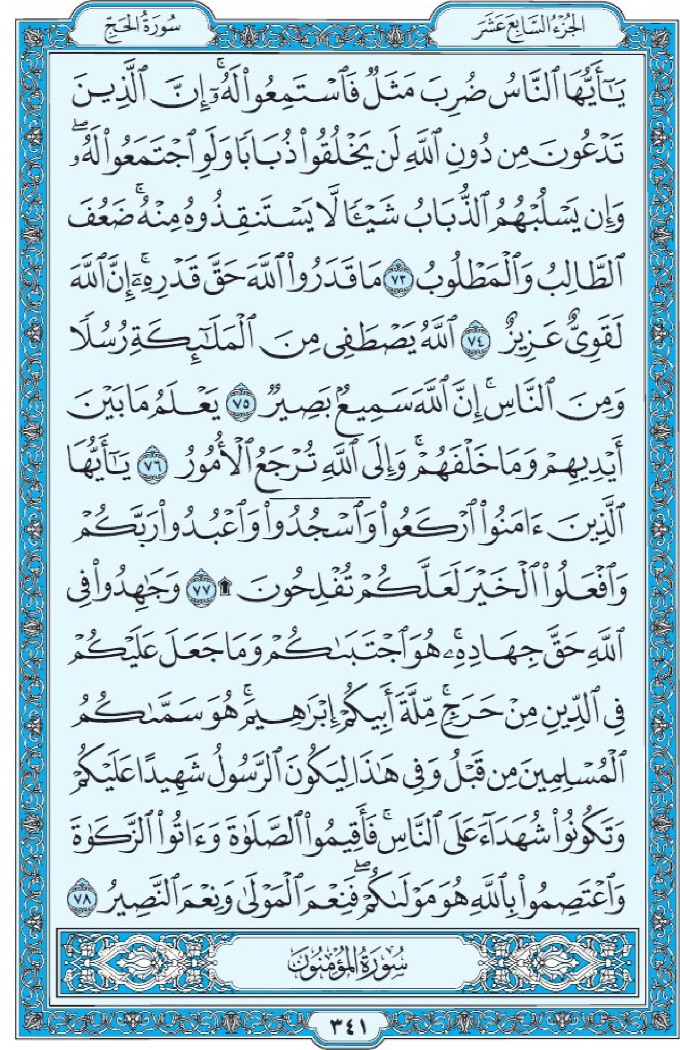 الجزء السابع عشر
سورة الحج
يَـٰٓأَيُّهَا ٱلنَّاسُ ضُرِبَ مَثَلٌ فَٱسْتَمِعُوا۟ لَهُۥٓ ۚ إِنَّ ٱلَّذِينَ
تَدْعُونَ مِن دُونِ ٱللَّهِ لَن يَخْلُقُوا۟ ذُبَابًا وَلَوِ ٱجْتَمَعُوا۟ لَهُۥ ۖ
وَإِن يَسْلُبْهُمُ ٱلذُّبَابُ شَيْـًٔا لَّا يَسْتَنقِذُوهُ مِنْهُ ۚ ضَعُفَ
ٱلطَّالِبُ وَٱلْمَطْلُوبُ ٧٣ مَا قَدَرُوا۟ ٱللَّهَ حَقَّ قَدْرِهِۦٓ ۚ إِنَّ ٱللَّهَ
لَقَوِىٌّ عَزِيزٌ ٧٤ ٱللَّهُ يَصْطَفِى مِنَ ٱلْمَلَـٰٓئِكَةِ رُسُلًا
وَمِنَ ٱلنَّاسِ ۚ إِنَّ ٱللَّهَ سَمِيعٌۢ بَصِيرٌ ٧٥ يَعْلَمُ مَا بَيْنَ
أَيْدِيهِمْ وَمَا خَلْفَهُمْ ۗ وَإِلَى ٱللَّهِ تُرْجَعُ ٱلْأُمُورُ ٧٦ يَـٰٓأَيُّهَا
ٱلَّذِينَ ءَامَنُوا۟ ٱرْكَعُوا۟ وَٱسْجُدُوا۟ وَٱعْبُدُوا۟ رَبَّكُمْ
وَٱفْعَلُوا۟ ٱلْخَيْرَ لَعَلَّكُمْ تُفْلِحُونَ ۩ ٧٧ وَجَـٰهِدُوا۟ فِى
ٱللَّهِ حَقَّ جِهَادِهِۦ ۚ هُوَ ٱجْتَبَىٰكُمْ وَمَا جَعَلَ عَلَيْكُمْ
فِى ٱلدِّينِ مِنْ حَرَجٍ ۚ مِّلَّةَ أَبِيكُمْ إِبْرَٰهِيمَ ۚ هُوَ سَمَّىٰكُمُ
ٱلْمُسْلِمِينَ مِن قَبْلُ وَفِى هَـٰذَا لِيَكُونَ ٱلرَّسُولُ شَهِيدًا عَلَيْكُمْ
وَتَكُونُوا۟ شُهَدَآءَ عَلَى ٱلنَّاسِ ۚ فَأَقِيمُوا۟ ٱلصَّلَوٰةَ وَءَاتُوا۟ ٱلزَّكَوٰةَ
وَٱعْتَصِمُوا۟ بِٱللَّهِ هُوَ مَوْلَىٰكُمْ ۖ فَنِعْمَ ٱلْمَوْلَىٰ وَنِعْمَ ٱلنَّصِيرُ ٧٨
سُورَةُ المُؤْمِنُونَ
٣٤١